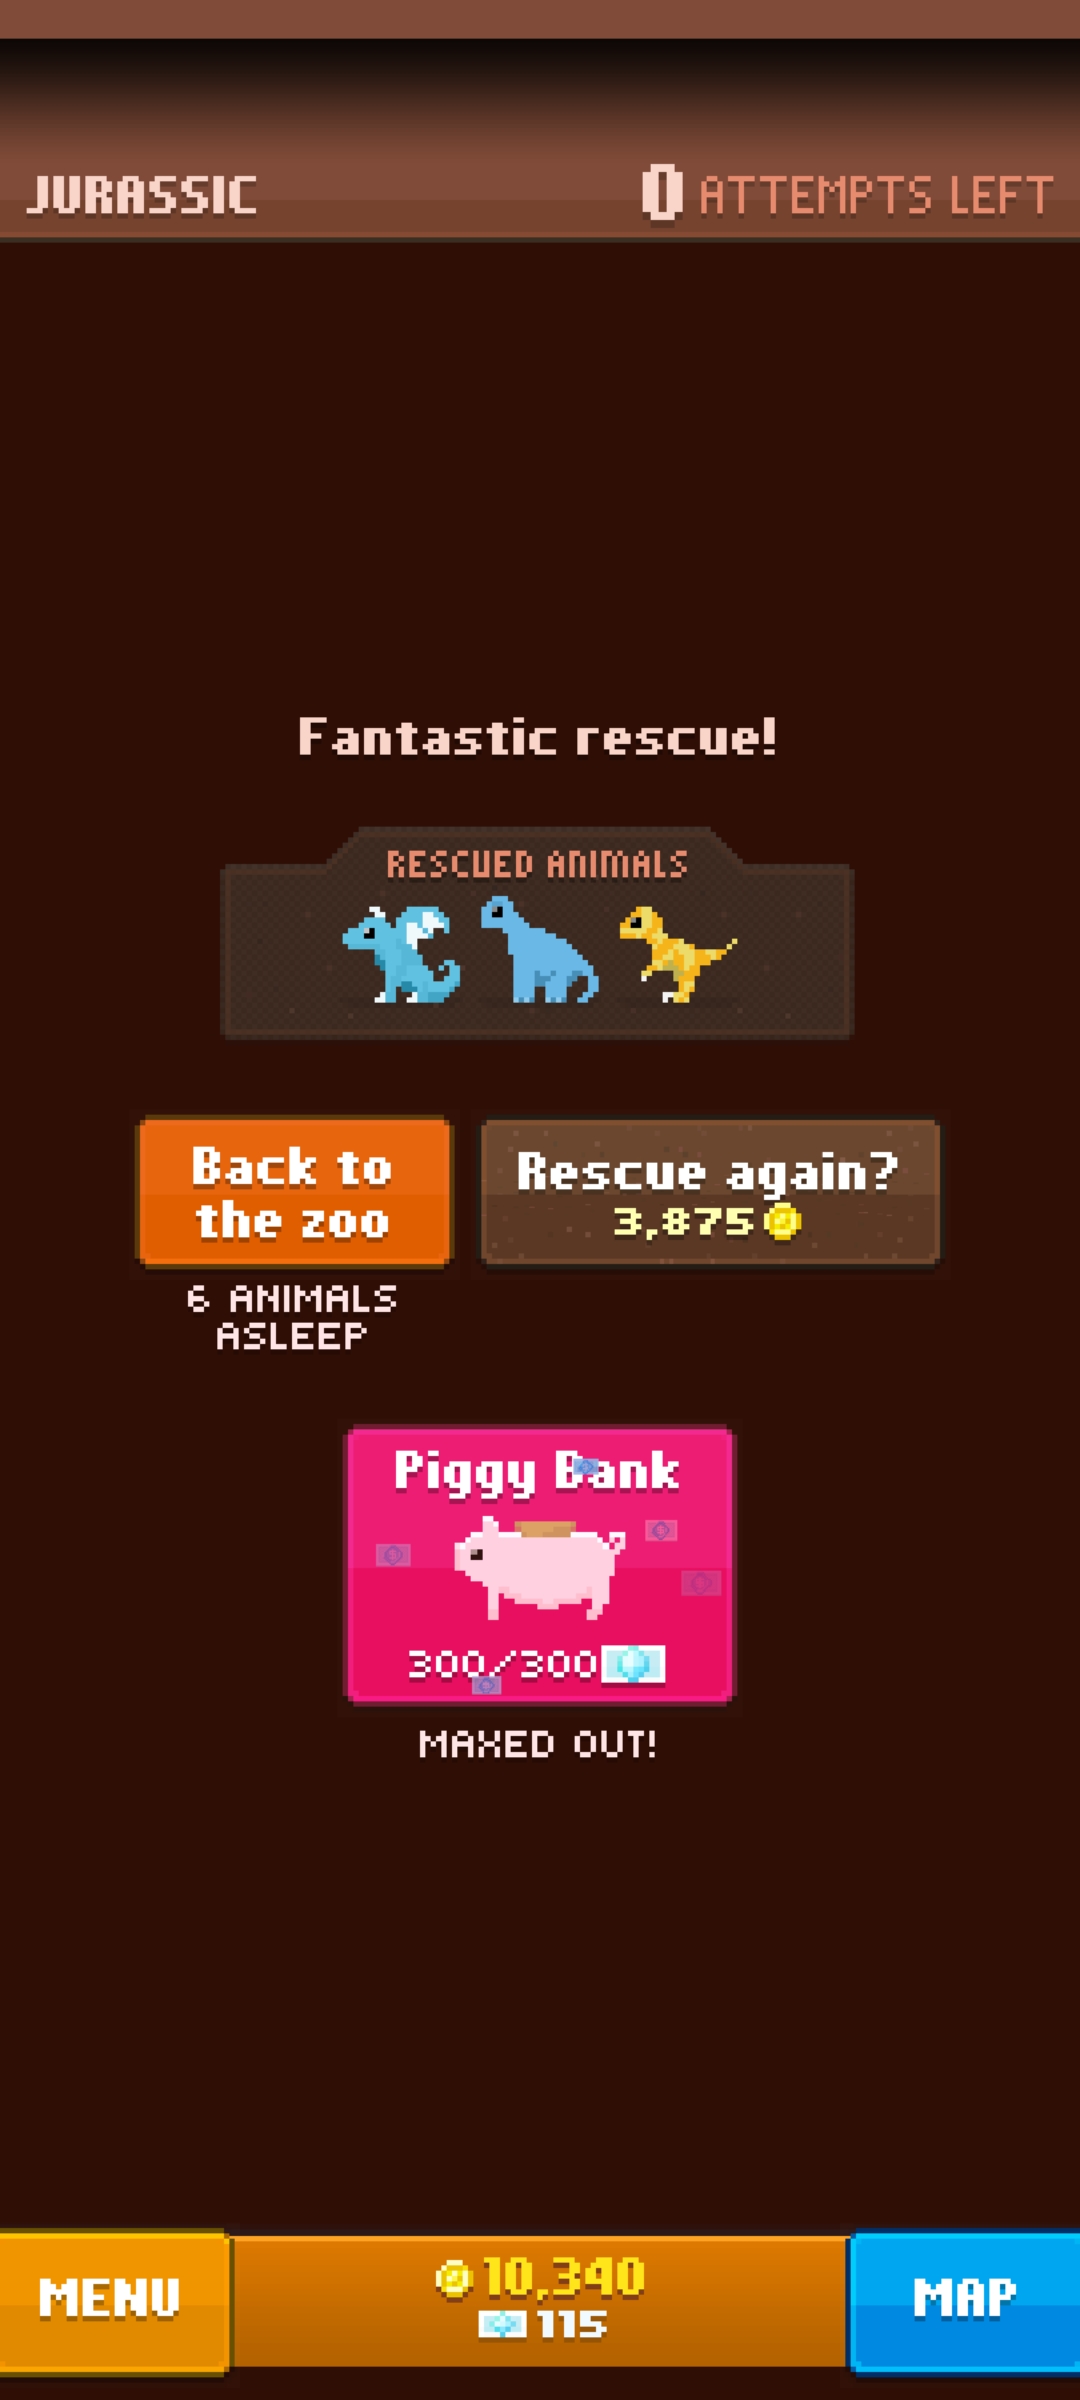 JURASSIC
0 ATTEMPTS LEFT
Fantastic rescue!
RESCUED ANIMALS
Back to
the zoo
Rescue again?
3,875
6 ANIMALS
ASLEEP
Piggy Bank
300/300
MAXED OUT!
MENU
10,340
115
MAP